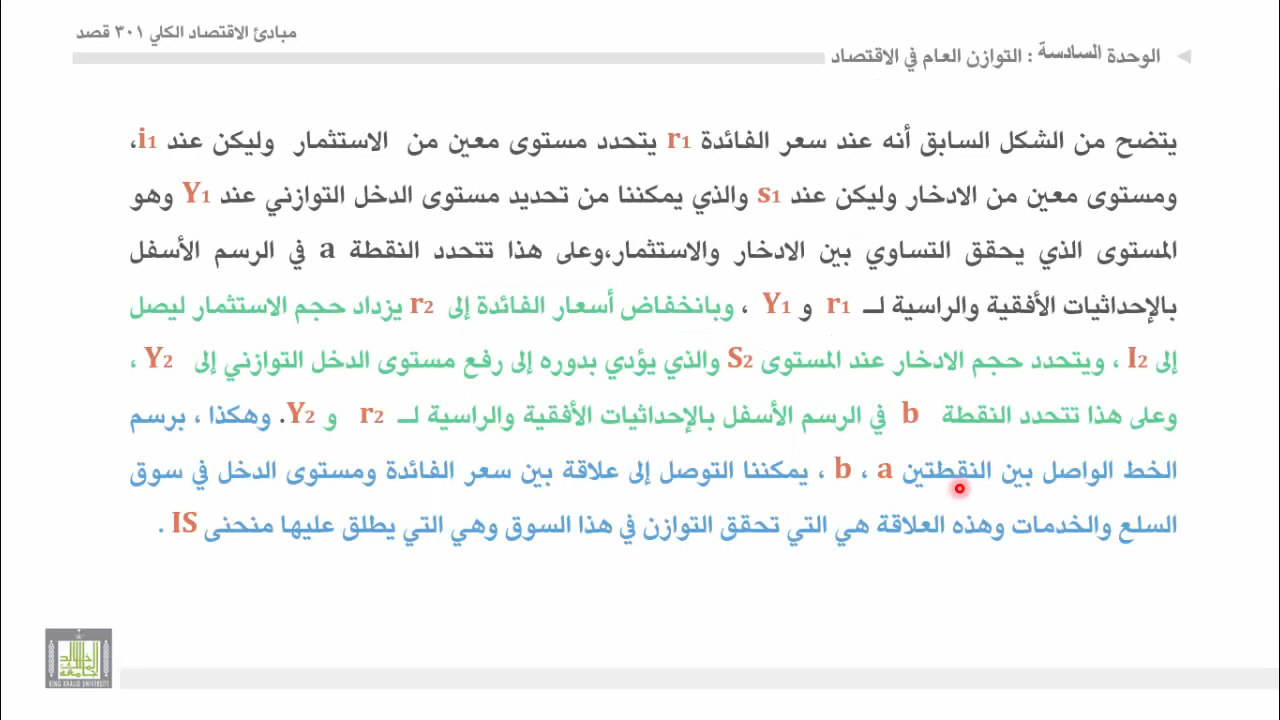 مبادئ الاقتصاد الكلي ٣٠١ قصد
الوحدة السادسة : التوازن العام في الاقتصاد
يتضح من الشكل السابق أنه عند سعر الفائدة r1 يتحدد مستوى معين من الاستثمار وليكن عند i1،
ومستوى معين من الادخار وليكن عند s1 والذي يمكننا من تحديد مستوى الدخل التوازني عند Y1 وهو
المستوى الذي يحقق التساوي بين الادخار والاستثمار،وعلى هذا تتحدد النقطة a في الرسم الأسفل
بالإحداثيات الأفقية والراسية لــ r1 و Y1 ، وبانخفاض أسعار الفائدة إلى r2 يزداد حجم الاستثمار ليصل
إلى I2 ، ويتحدد حجم الادخار عند المستوى S2 والذي يؤدي بدوره إلى رفع مستوى الدخل التوازني إلى Y2 ،
وعلى هذا تتحدد النقطة b في الرسم الأسفل بالإحداثيات الأفقية والراسية لــ r2 و Y2. وهكذا ، برسم
الخط الواصل بين النقطتين b ، a ، يمكننا التوصل إلى علاقة بين سعر الفائدة ومستوى الدخل في سوق
السلع والخدمات وهذه العلاقة هي التي تحقق التوازن في هذا السوق وهي التي يطلق عليها منحنى IS .
KING KHALID UNIVERSITY